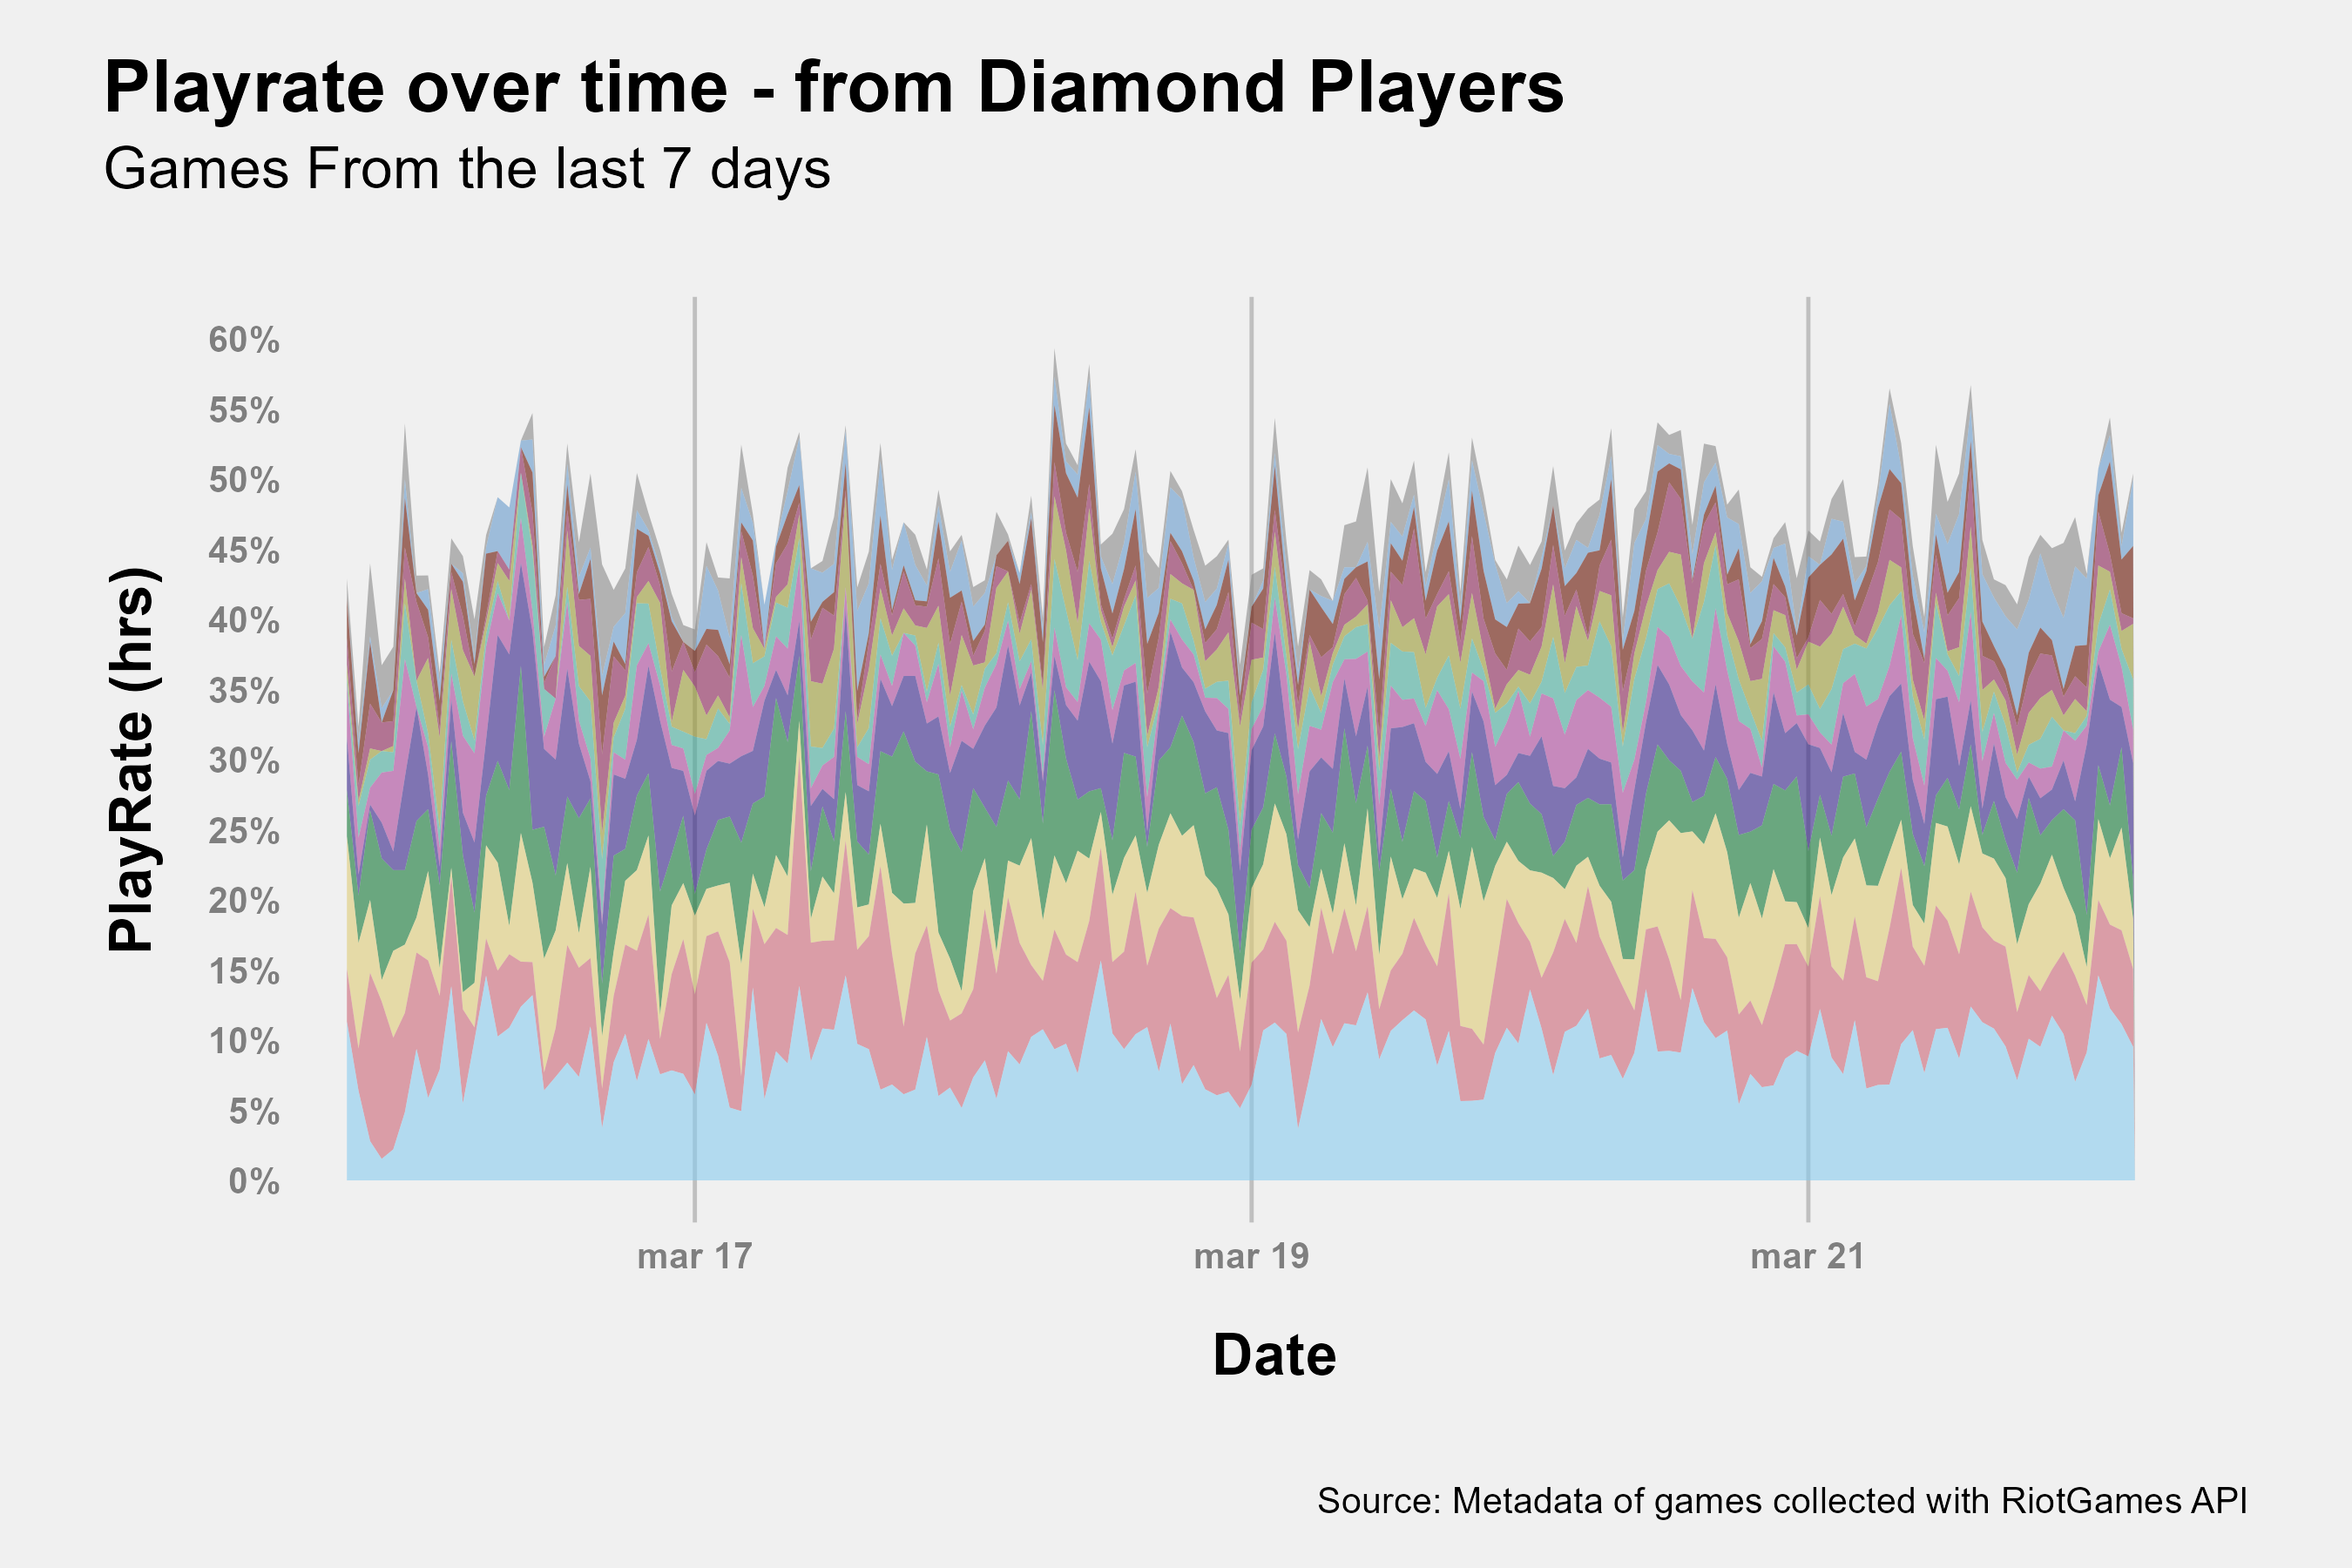 Playrate over time - from Diamond Players
Games From the last 7 days
PlayRate (hrs)
60%
55%
50%
45%
40%
35%
30%
25%
20%
15%
10%
5%
0%
mar 17
mar 19
mar 21
Date
Source: Metadata of games collected with RiotGames API